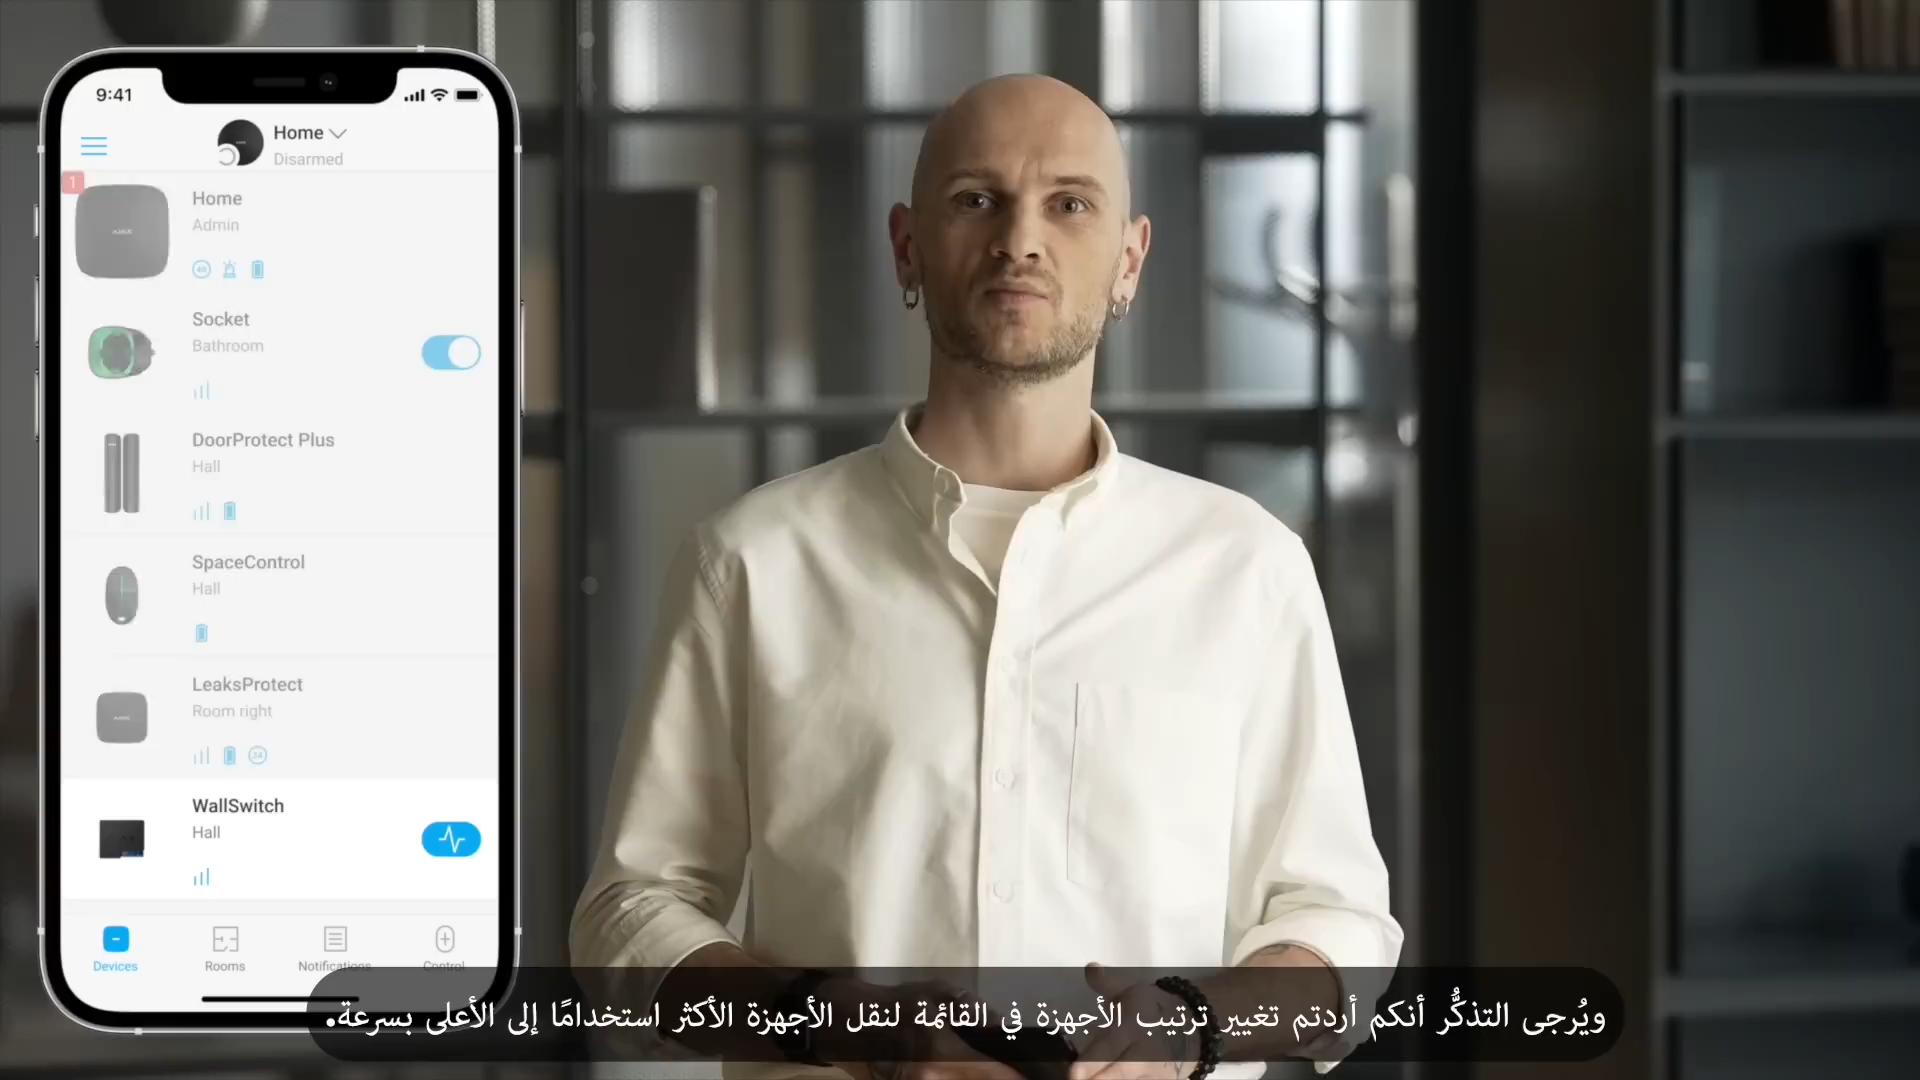 9:41
Home
Disarmed
1
AJAX
Home
Admin
Socket
Bathroom
DoorProtect Plus
Hall
SpaceControl
Hall
LeaksProtect
Room right
24
WallSwitch
Hall
Devices
Rooms
Notifications
Control
ويُرجى التذكُّر أنكم أردتم تغيير ترتيب الأجهزة في القائمة لنقل الأجهزة الأكثر استخدامًا إلى الأعلى بسرعة.